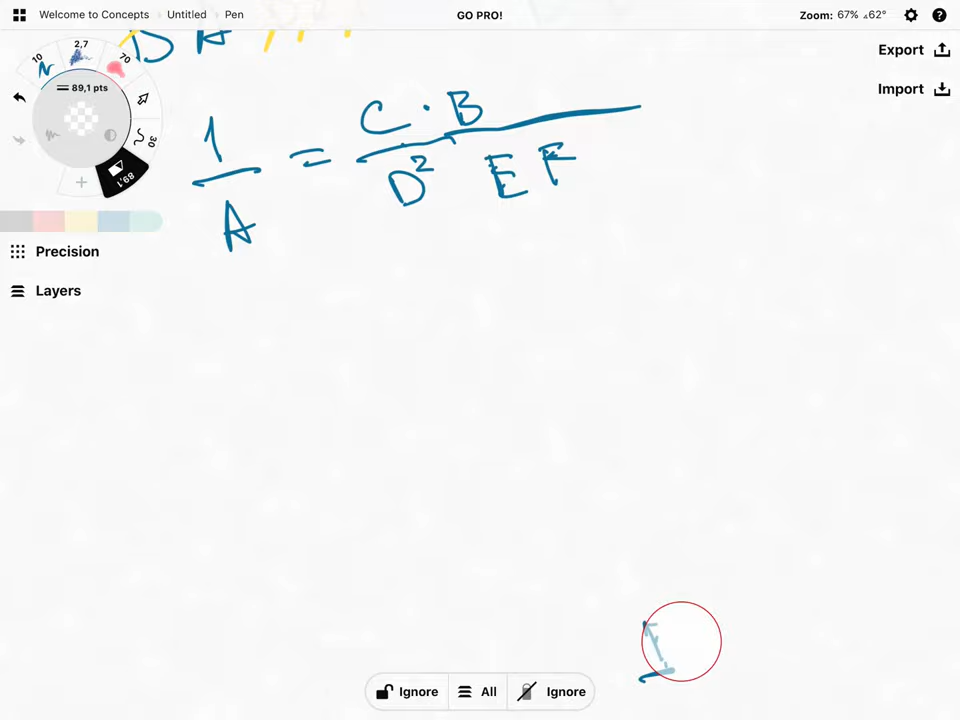 Welcome to Concepts › Untitled › Pen
GO PRO!
Zoom: 67% ⊿62°
D A
Export
Import
10
2,7
70
89,1 pts
30
89,1
1/A = C · B / D² E F
Precision
Layers
Ignore
All
Ignore